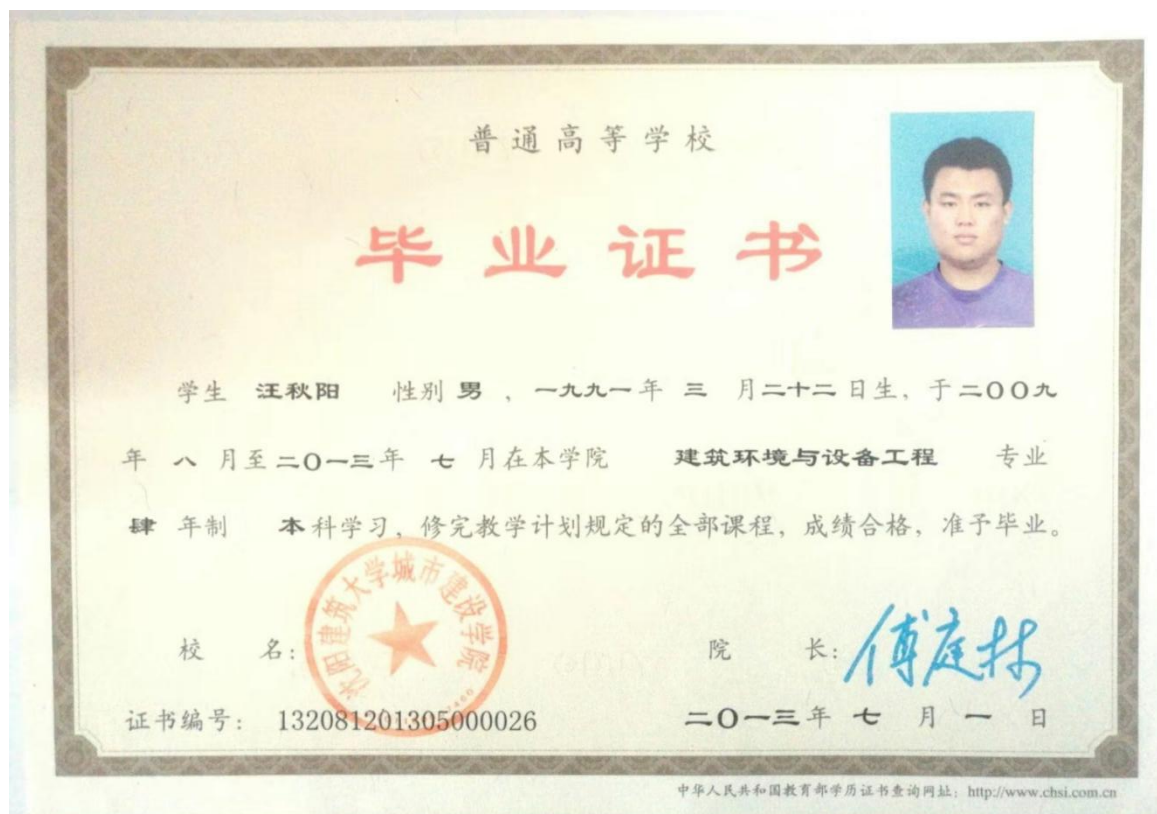 普通高等学校
毕业证书
学生 汪秋阳 性别 男 ，一九九一年 三 月二十二日生，于二〇〇九
年 八 月至二〇一三年 七 月在本学院 建筑环境与设备工程 专业
肆 年制 本科学习，修完教学计划规定的全部课程，成绩合格，准予毕业。
沈阳建筑大学城市建设学院
校 名：
院 长：傅庭林
证书编号： 132081201305000026
二〇一三年 七 月 一 日
中华人民共和国教育部学历证书查询网址：http://www.chsi.com.cn